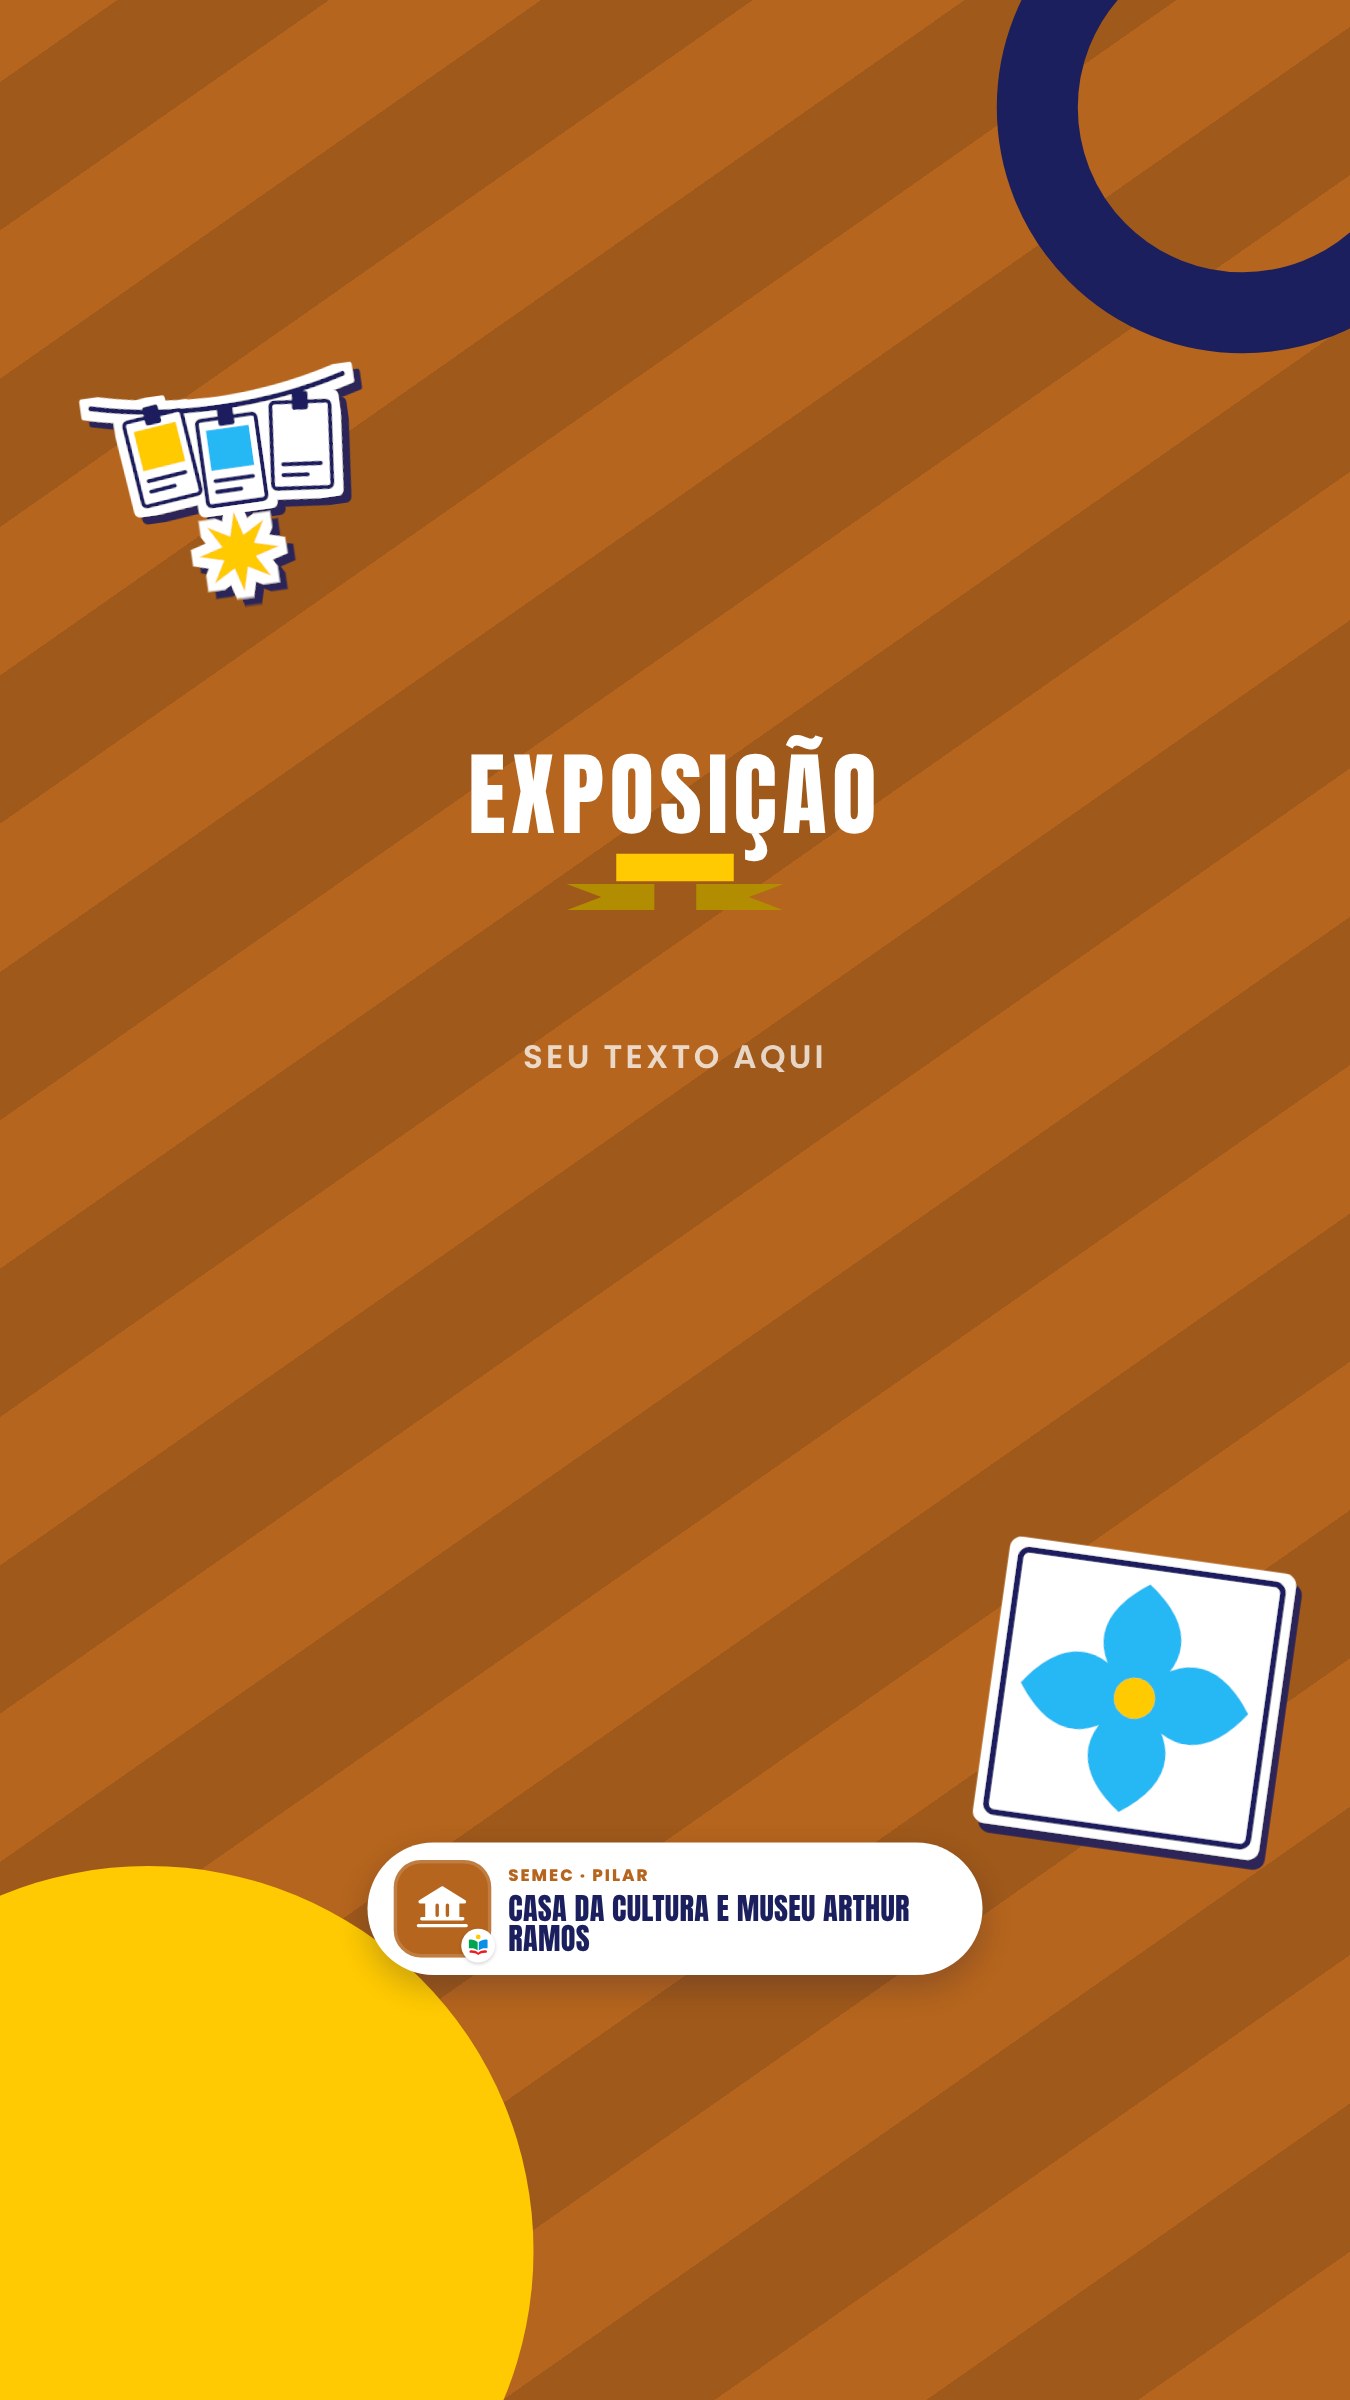 EXPOSIÇÃO
SEU TEXTO AQUI
SEMEC · PILAR
CASA DA CULTURA E MUSEU ARTHUR
RAMOS